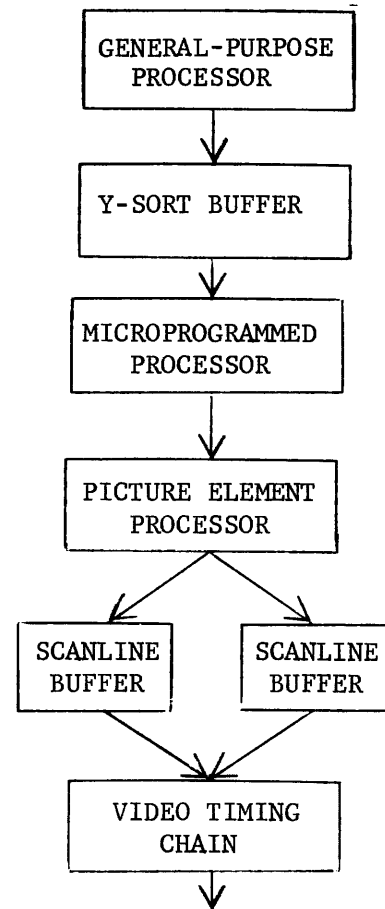 GENERAL-PURPOSE
PROCESSOR
Y-SORT BUFFER
MICROPROGRAMMED
PROCESSOR
PICTURE ELEMENT
PROCESSOR
SCANLINE
BUFFER
SCANLINE
BUFFER
VIDEO TIMING
CHAIN